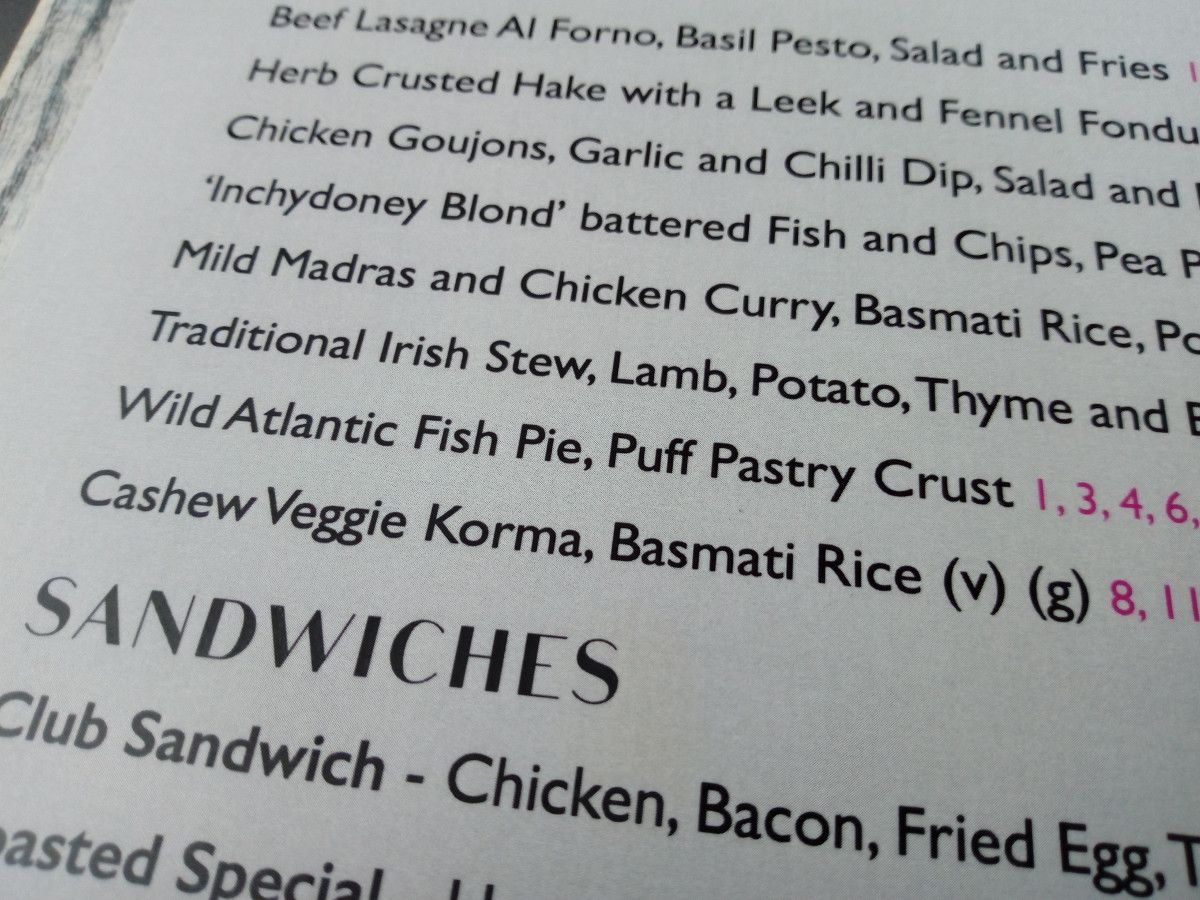 Beef Lasagne Al Forno, Basil Pesto, Salad and Fries 1
Herb Crusted Hake with a Leek and Fennel Fondu
Chicken Goujons, Garlic and Chilli Dip, Salad and
'Inchydoney Blond' battered Fish and Chips, Pea P
Mild Madras and Chicken Curry, Basmati Rice, Po
Traditional Irish Stew, Lamb, Potato, Thyme and
Wild Atlantic Fish Pie, Puff Pastry Crust 1, 3, 4, 6,
Cashew Veggie Korma, Basmati Rice (v) (g) 8, 11
SANDWICHES
Club Sandwich - Chicken, Bacon, Fried Egg, T
oasted Special